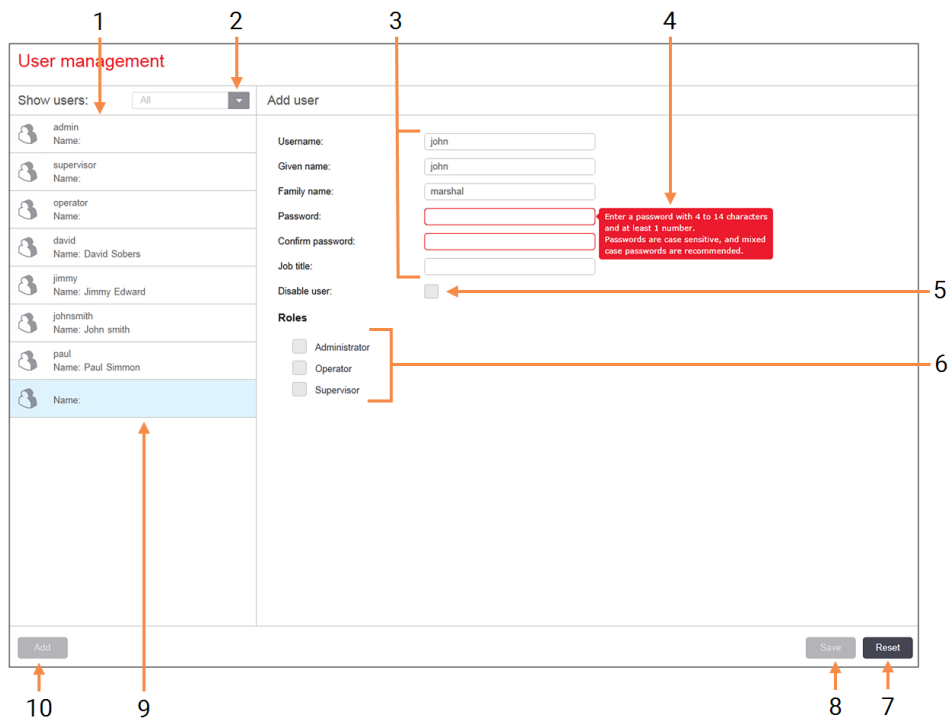 1
2
3
4
User management
Show users:
All
Add user
admin
Name:
supervisor
Name:
operator
Name:
david
Name: David Sobers
jimmy
Name: Jimmy Edward
johnsmith
Name: John smith
paul
Name: Paul Simmon
Name:
Username:
john
Given name:
john
Family name:
marshal
Password:
Enter a password with 4 to 14 characters
and at least 1 number.
Passwords are case sensitive, and mixed
case passwords are recommended.
Confirm password:
Job title:
Disable user:
5
Roles
Administrator
Operator
Supervisor
6
Add
Save
Reset
10
9
8
7